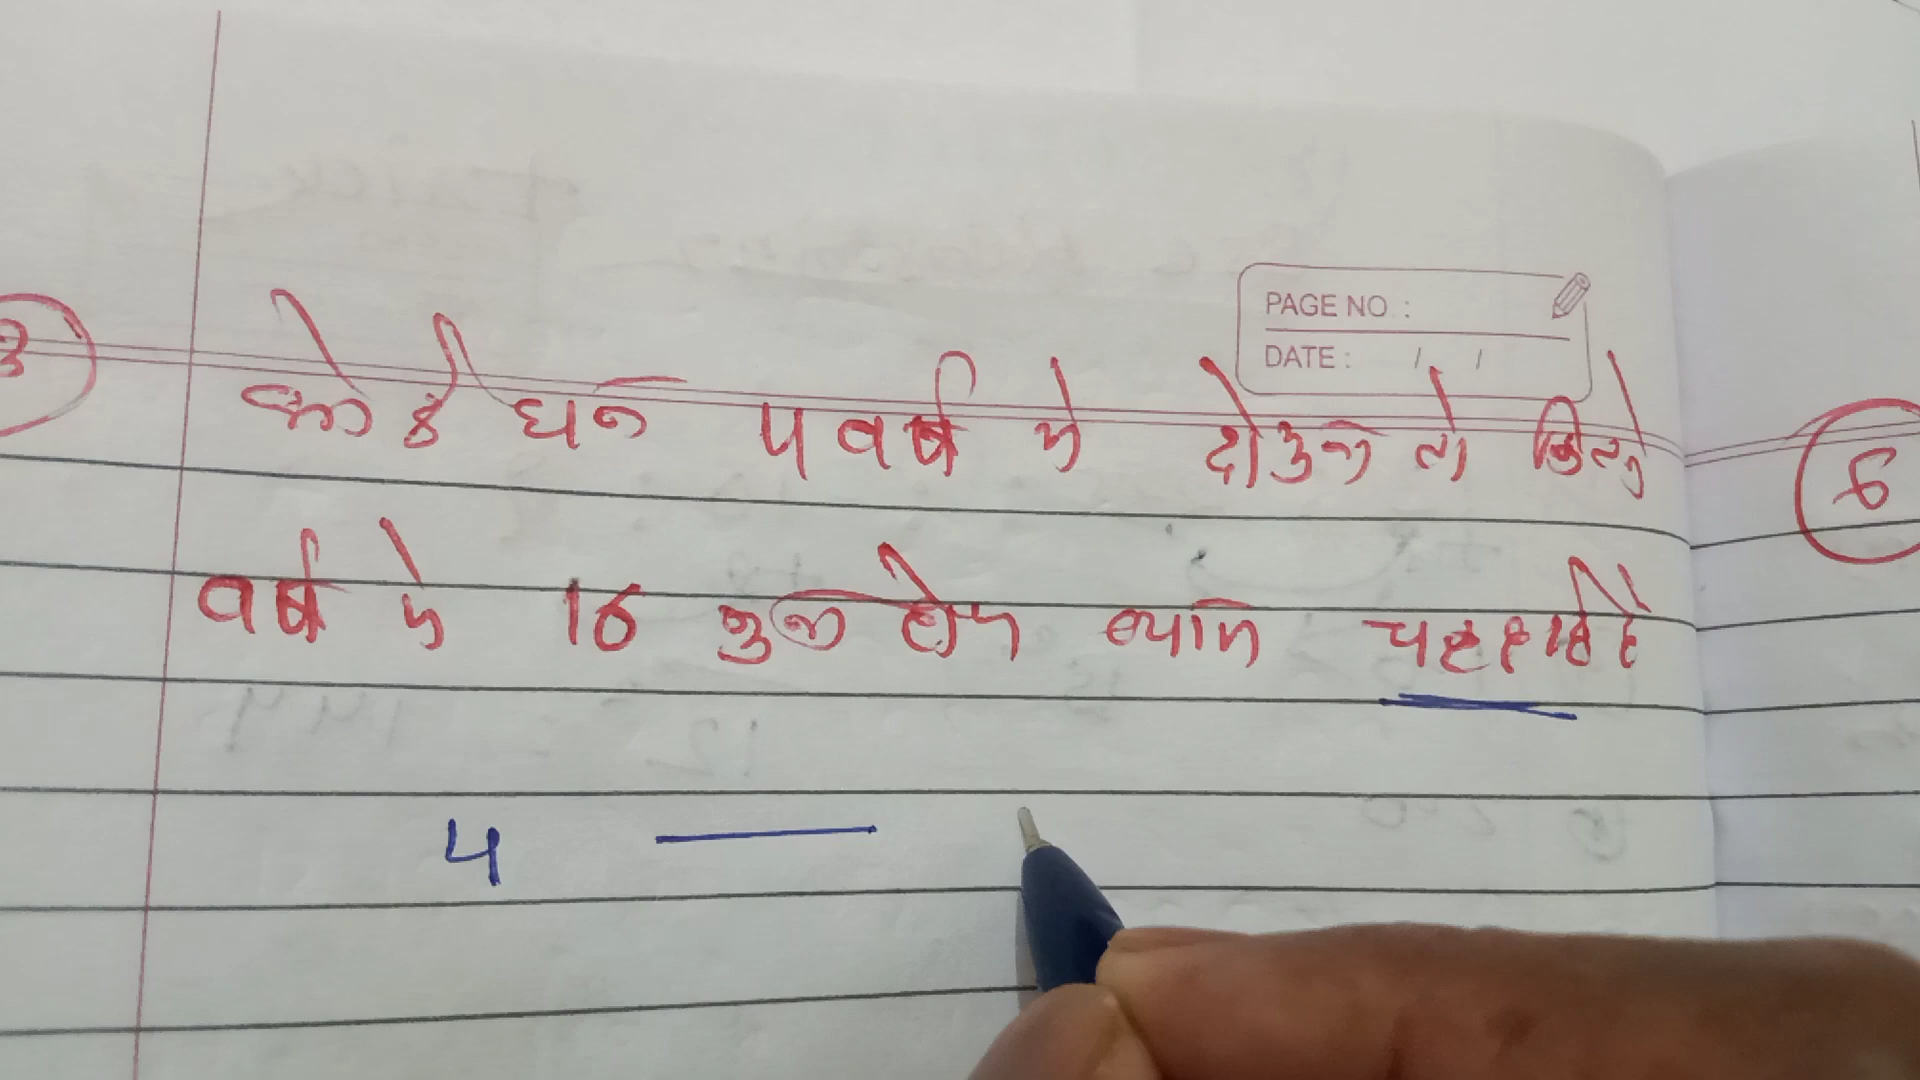 PAGE NO. :
DATE : / /
3
कोई धन 4 वर्ष में दोगुना तो कितने
वर्ष में 16 गुना होगा ब्याज
6
4